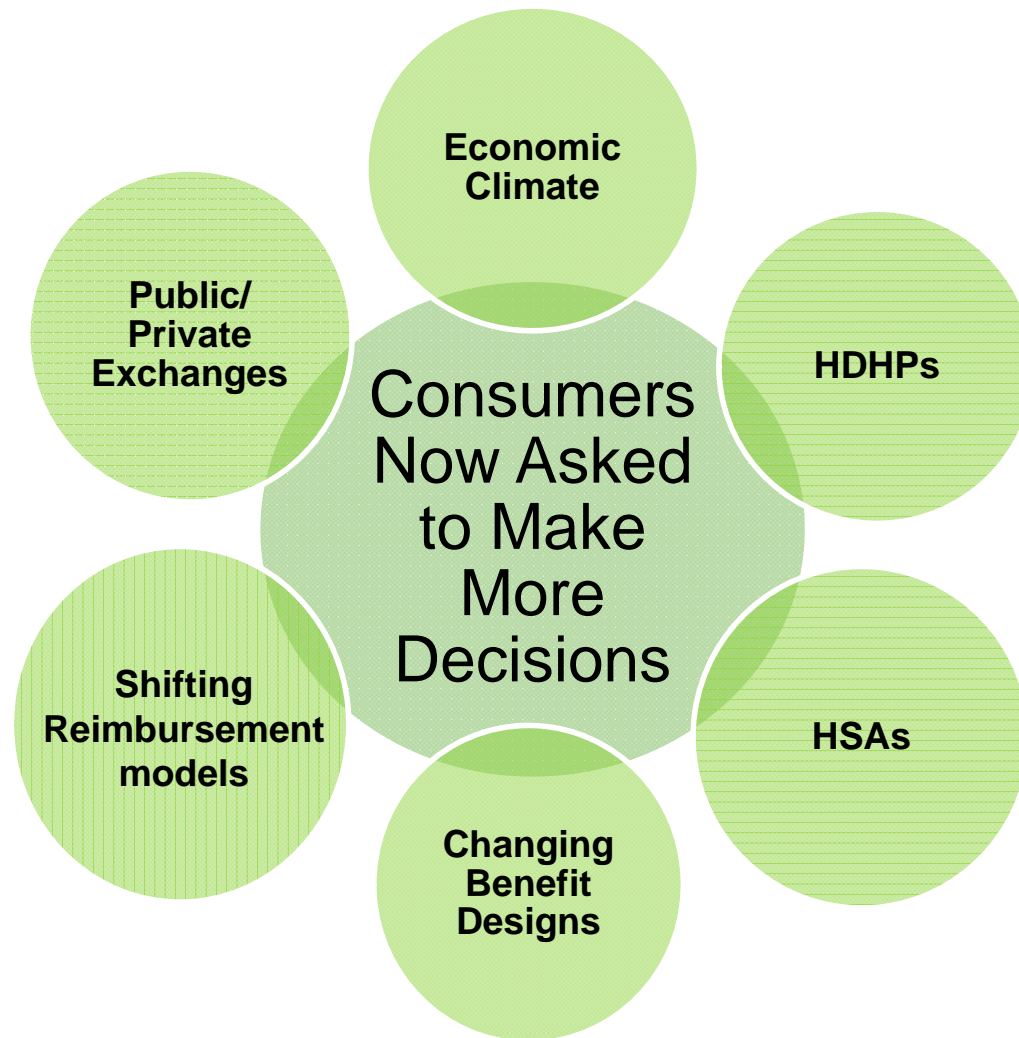 Economic
Climate
Public/
Private
Exchanges
HDHPs
Consumers
Now Asked
to Make
More
Decisions
Shifting
Reimbursement
models
HSAs
Changing
Benefit
Designs